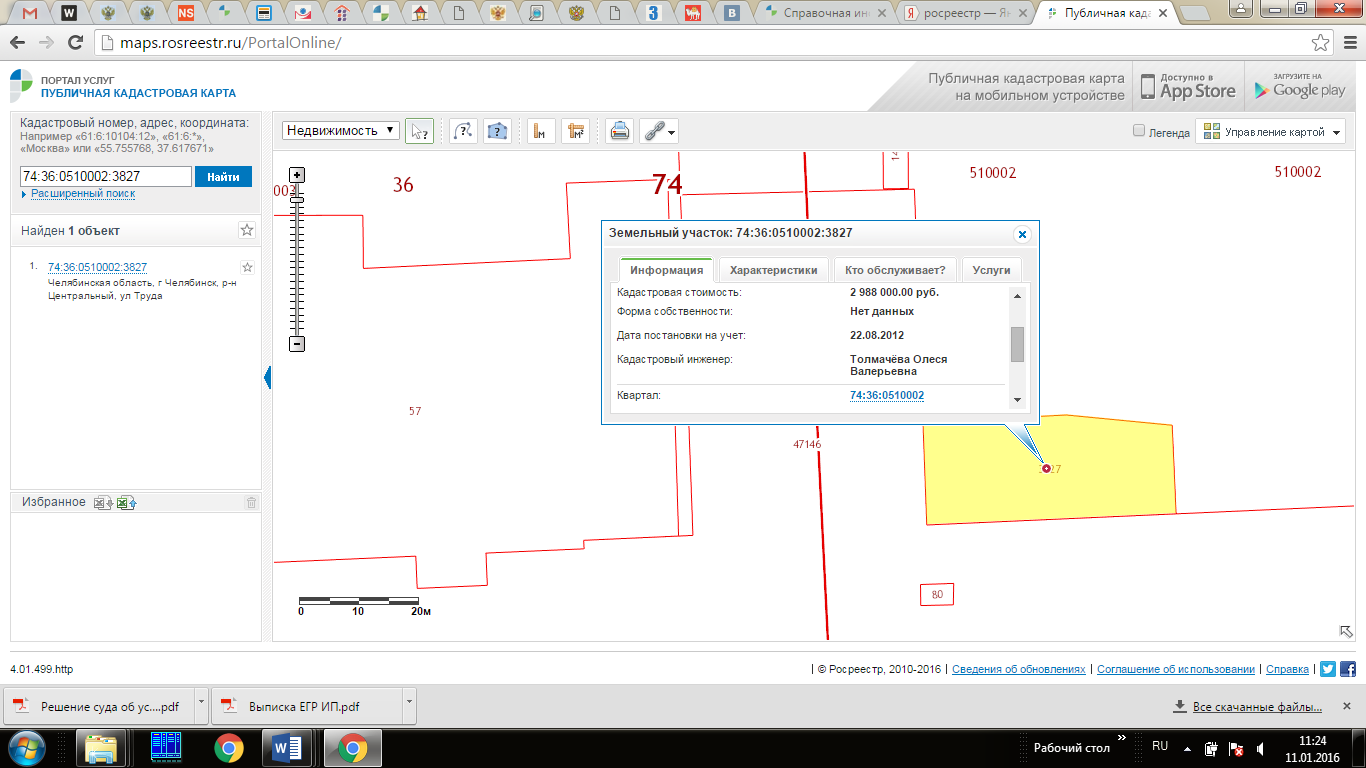 Справочная ин
росреестр — Ян
Публичная када
maps.rosreestr.ru/PortalOnline/
ПОРТАЛ УСЛУГ
ПУБЛИЧНАЯ КАДАСТРОВАЯ КАРТА
Публичная кадастровая карта
на мобильном устройстве
Доступно в
App Store
ЗАГРУЗИТЕ НА
Google play
Кадастровый номер, адрес, координата:
Например «61:6:10104:12», «61:6:*»,
«Москва» или «55.755768, 37.617671»
74:36:0510002:3827
Найти
Расширенный поиск
Найден 1 объект
1. 74:36:0510002:3827
Челябинская область, г Челябинск, р-н
Центральный, ул Труда
Избранное
Недвижимость
Легенда
Управление картой
36
74
510002
510002
57
47146
80
0 10 20м
Земельный участок: 74:36:0510002:3827
Информация
Характеристики
Кто обслуживает?
Услуги
Кадастровая стоимость: 2 988 000.00 руб.
Форма собственности: Нет данных
Дата постановки на учет: 22.08.2012
Кадастровый инженер: Толмачёва Олеся
Валерьевна
Квартал: 74:36:0510002
4.01.499.http
© Росреестр, 2010-2016 | Сведения об обновлениях | Соглашение об использовании | Справка
Решение суда об ус....pdf
Выписка ЕГР ИП.pdf
Все скачанные файлы...
Рабочий стол
RU
11:24
11.01.2016